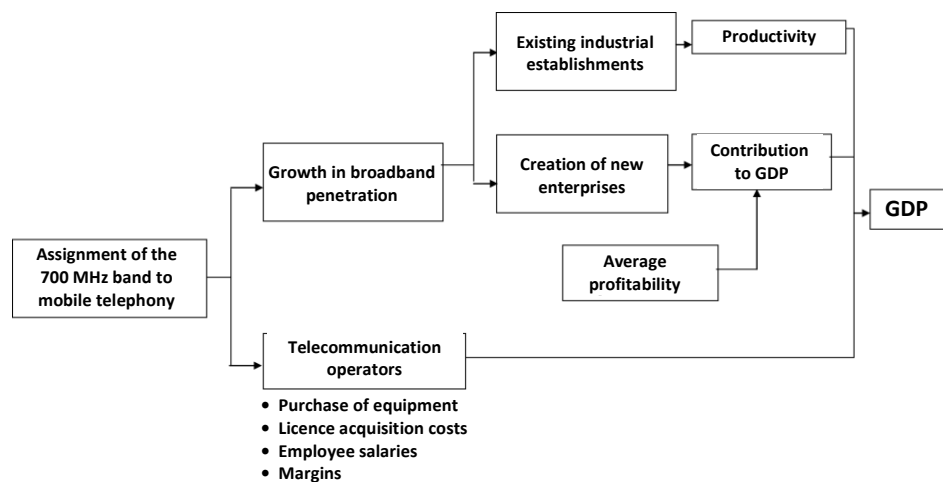 Existing industrial
establishments
Productivity
Growth in broadband
penetration
Creation of new
enterprises
Contribution
to GDP
GDP
Assignment of the
700 MHz band to
mobile telephony
Average
profitability
Telecommunication
operators
• Purchase of equipment
• Licence acquisition costs
• Employee salaries
• Margins